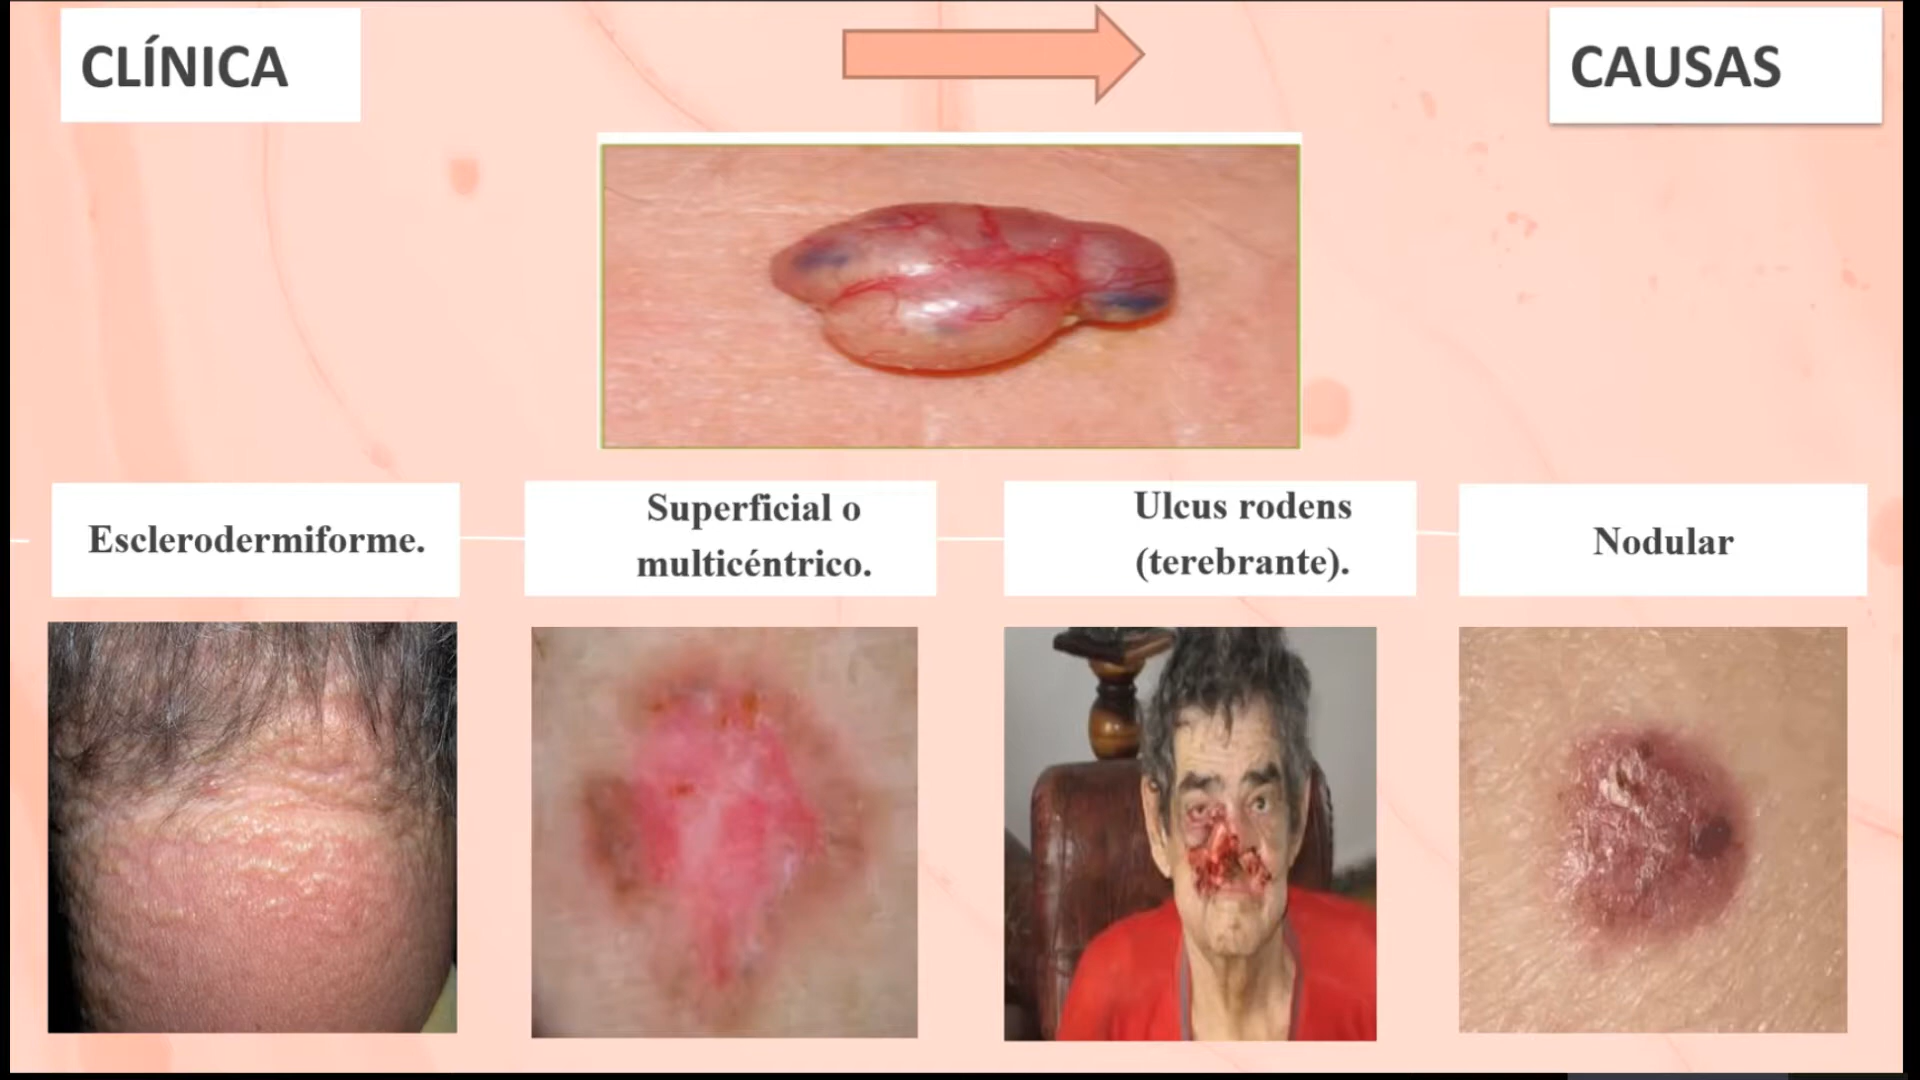 CLÍNICA
CAUSAS
Esclerodermiforme.
Superficial o
multicéntrico.
Ulcus rodens
(terebrante).
Nodular